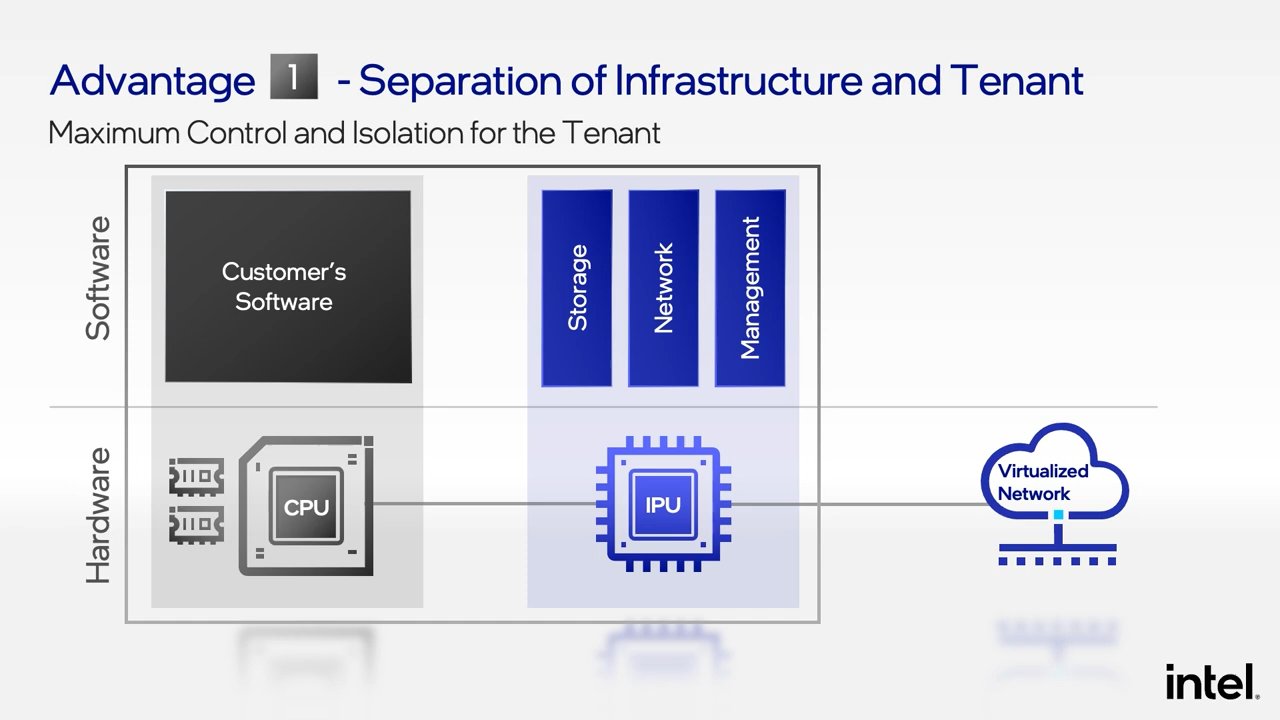 Advantage 1 - Separation of Infrastructure and Tenant
Maximum Control and Isolation for the Tenant
Software
Customer's
Software
Storage
Network
Management
Hardware
CPU
IPU
Virtualized
Network
intel.